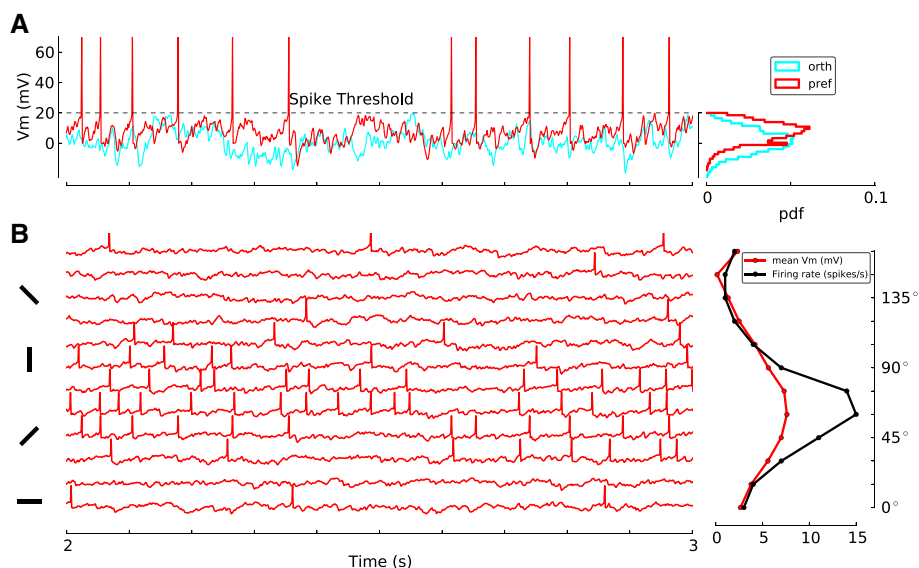 A
60
40
20
0
Vm (mV)
Spike Threshold
orth
pref
0
0.1
pdf
B
mean Vm (mV)
Firing rate (spikes/s)
135°
90°
45°
0°
2
3
Time (s)
0
5
10
15